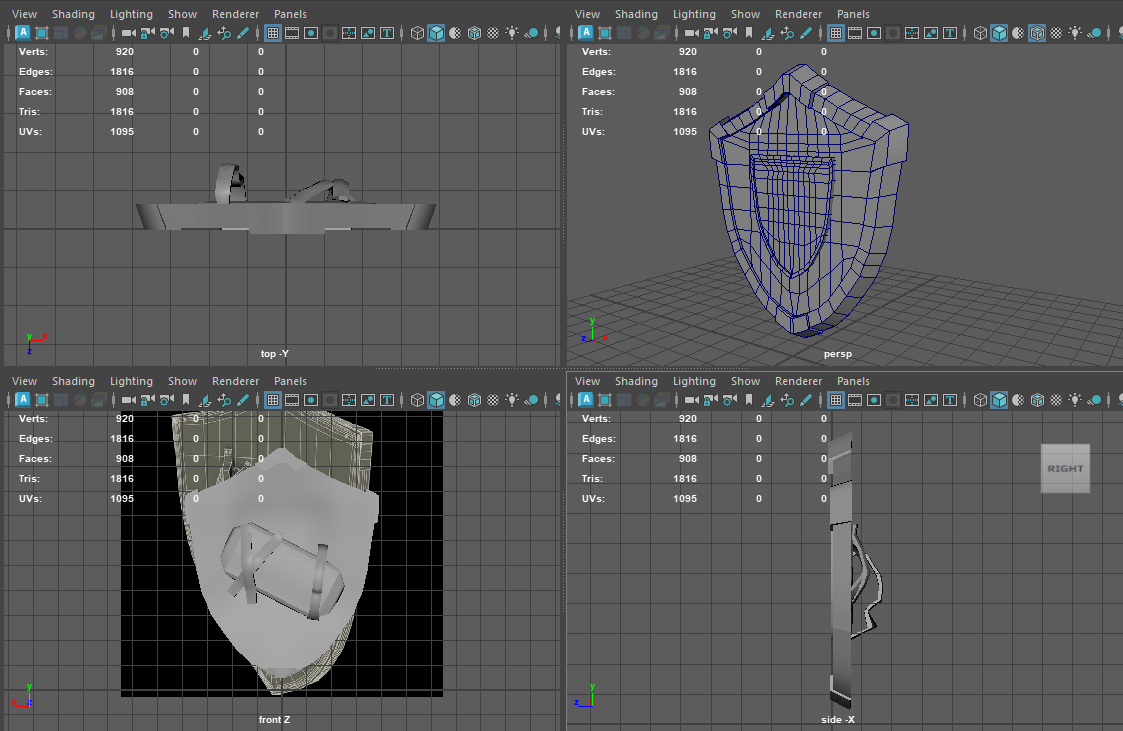 View Shading Lighting Show Renderer Panels
A T
Verts: 920 0 0
Edges: 1816 0 0
Faces: 908 0 0
Tris: 1816 0 0
UVs: 1095 0 0
y x
z
top -Y
View Shading Lighting Show Renderer Panels
A T
Verts: 920 0 0
Edges: 1816 0 0
Faces: 908 0 0
Tris: 1816 0 0
UVs: 1095 0 0
y
z x
persp
View Shading Lighting Show Renderer Panels
A T
Verts: 920 0 0
Edges: 1816 0 0
Faces: 908 0 0
Tris: 1816 0 0
UVs: 1095 0 0
y
x z
front Z
View Shading Lighting Show Renderer Panels
A T
Verts: 920 0 0
Edges: 1816 0 0
Faces: 908 0 0
Tris: 1816 0 0
UVs: 1095 0 0
RIGHT
y
z
side -X